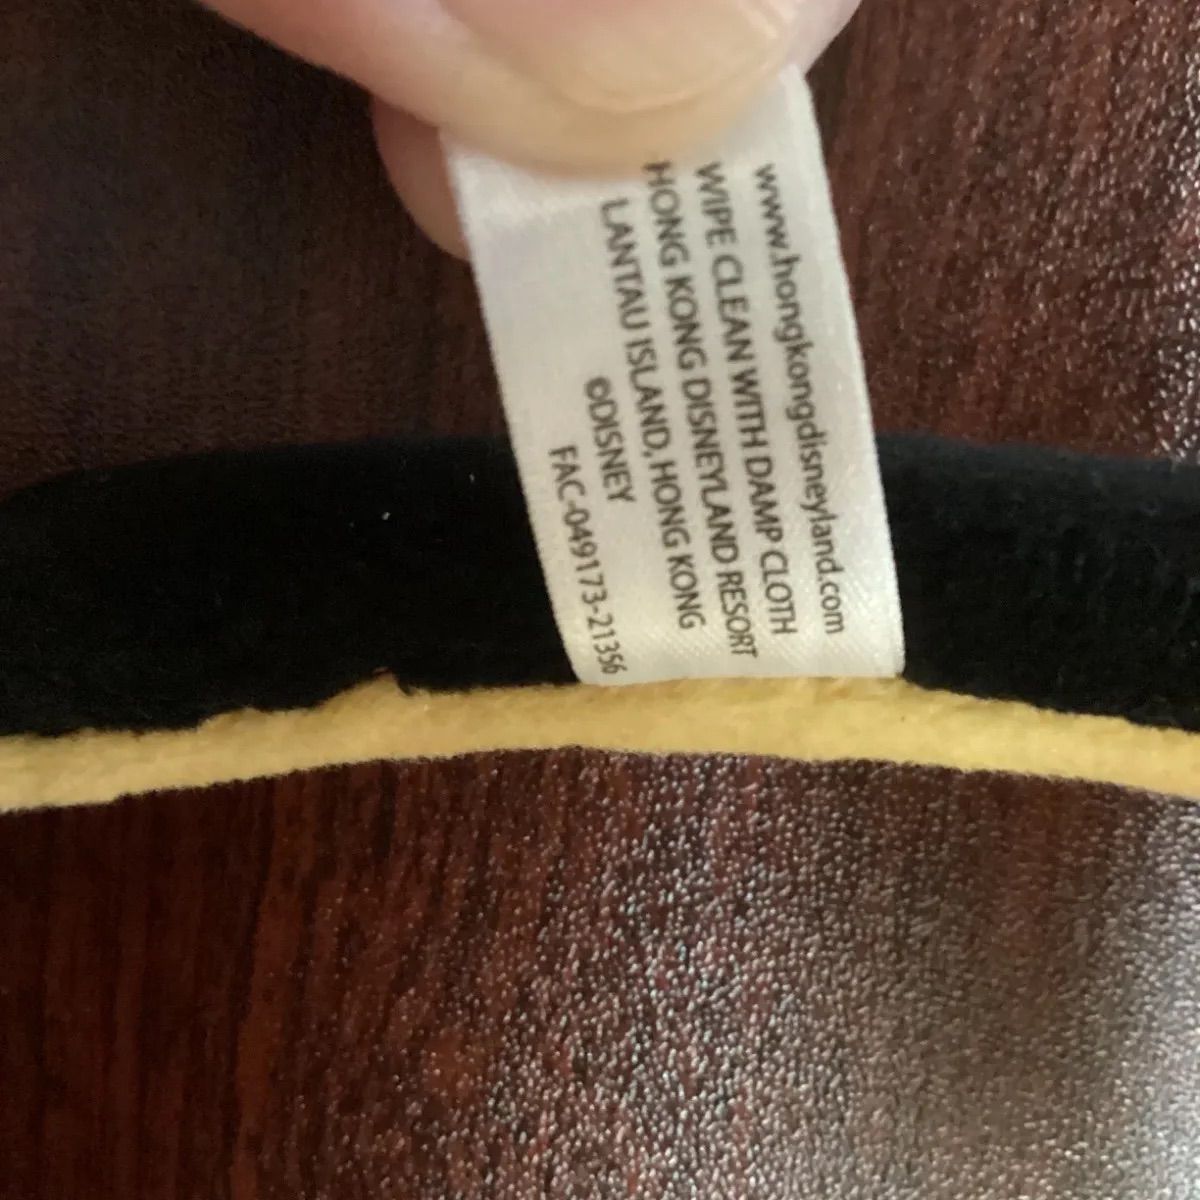 www.hongkongdisneyland.com
WIPE CLEAN WITH DAMP CLOTH
HONG KONG DISNEYLAND RESORT
LANTAU ISLAND, HONG KONG
©DISNEY
FAC-049173-21356